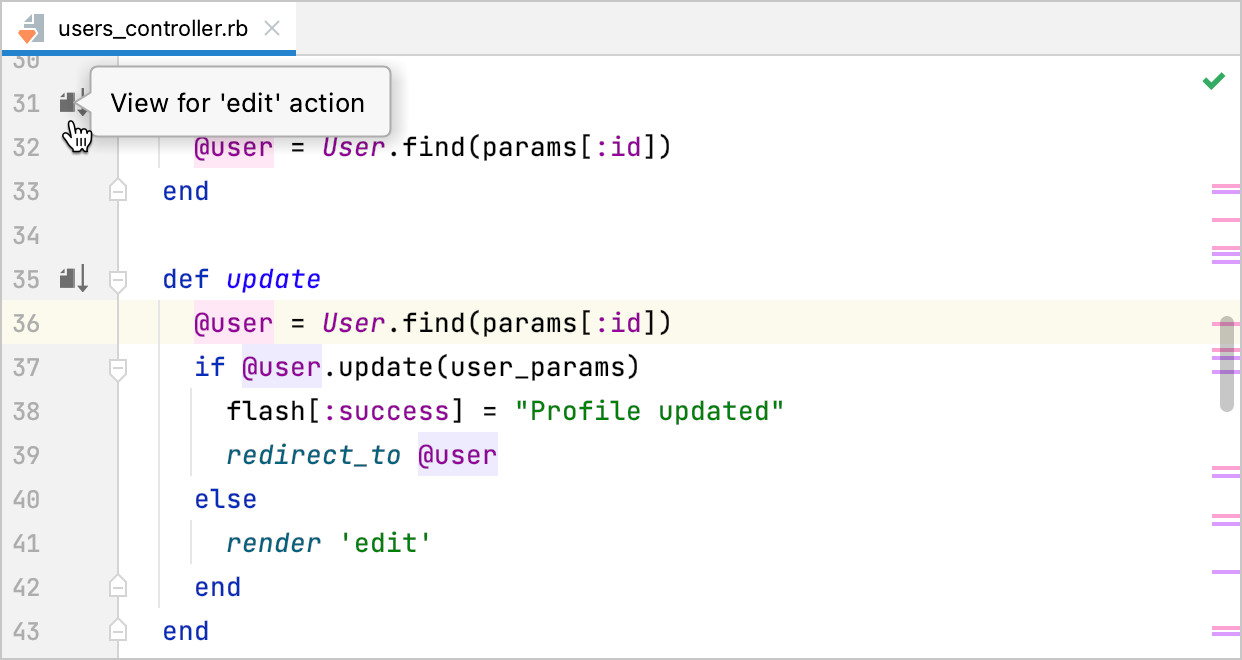 users_controller.rb
30
31 View for 'edit' action
32 @user = User.find(params[:id])
33 end
34
35 def update
36 @user = User.find(params[:id])
37 if @user.update(user_params)
38 flash[:success] = "Profile updated"
39 redirect_to @user
40 else
41 render 'edit'
42 end
43 end